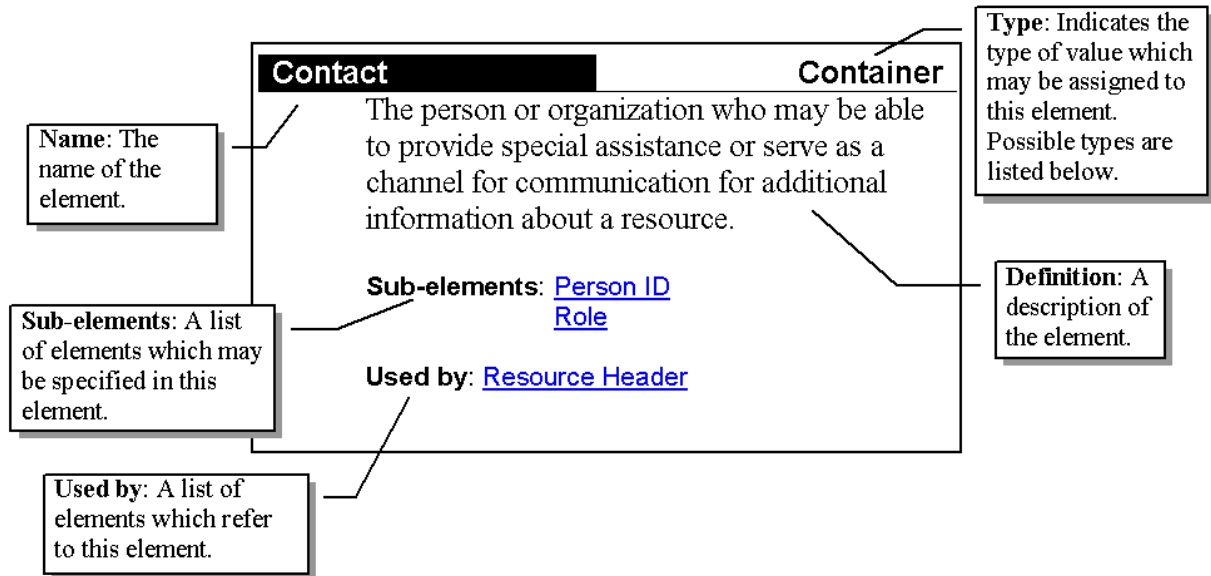 Type: Indicates the
type of value which
may be assigned to
this element.
Possible types are
listed below.
Contact
Container
The person or organization who may be able
to provide special assistance or serve as a
channel for communication for additional
information about a resource.
Name: The
name of the
element.
Sub-elements: Person ID
Role
Definition: A
description of
the element.
Sub-elements: A list
of elements which may
be specified in this
element.
Used by: Resource Header
Used by: A list of
elements which refer
to this element.